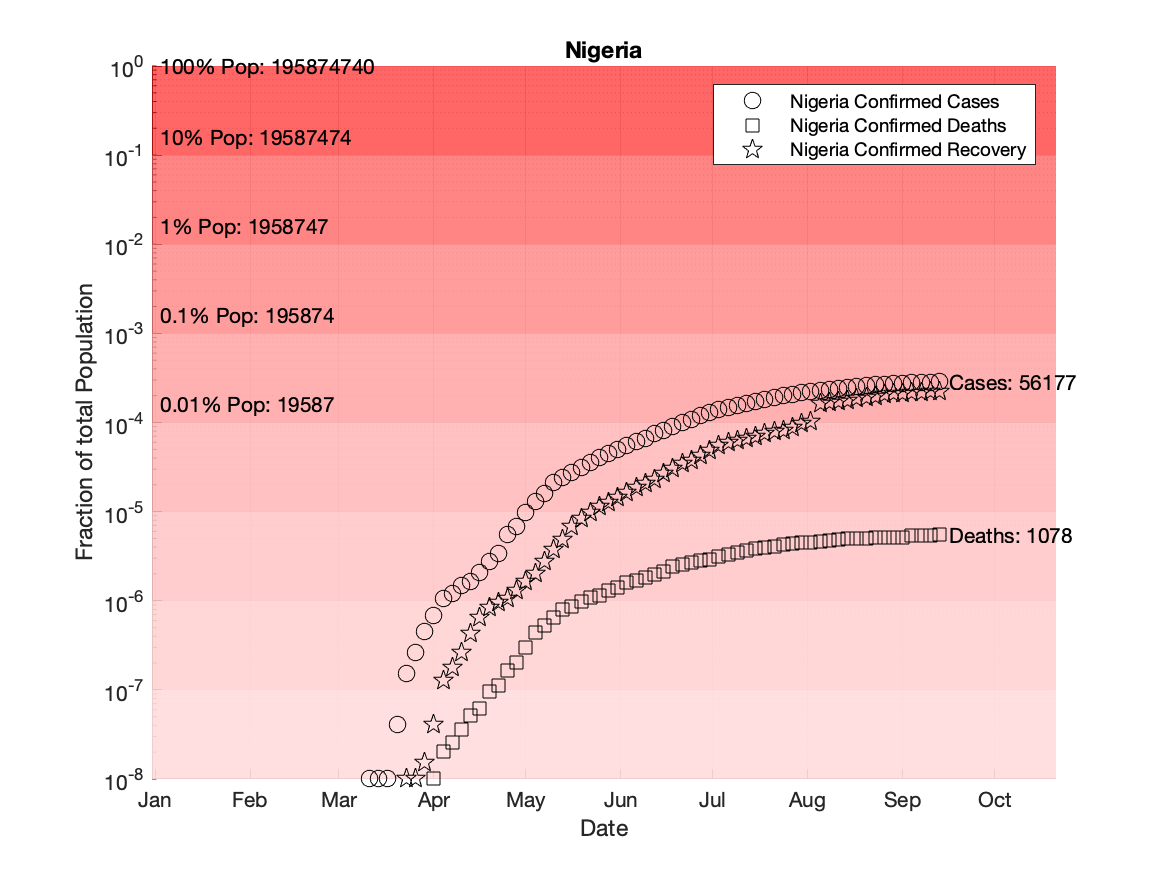 Nigeria
10^0
100% Pop: 195874740
Nigeria Confirmed Cases
Nigeria Confirmed Deaths
Nigeria Confirmed Recovery
10% Pop: 19587474
10^-1
1% Pop: 1958747
10^-2
0.1% Pop: 195874
10^-3
Cases: 56177
0.01% Pop: 19587
10^-4
Fraction of total Population
10^-5
Deaths: 1078
10^-6
10^-7
10^-8
Jan Feb Mar Apr May Jun Jul Aug Sep Oct
Date